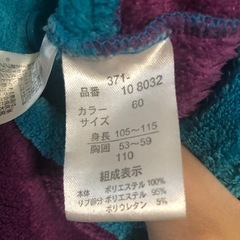 371-
品番 10 8032
カラー 60
サイズ
身長 105~115
胸囲 53~59
110
組成表示
本体 ポリエステル 100%
リブ部分 ポリエステル 95%
ポリウレタン 5%